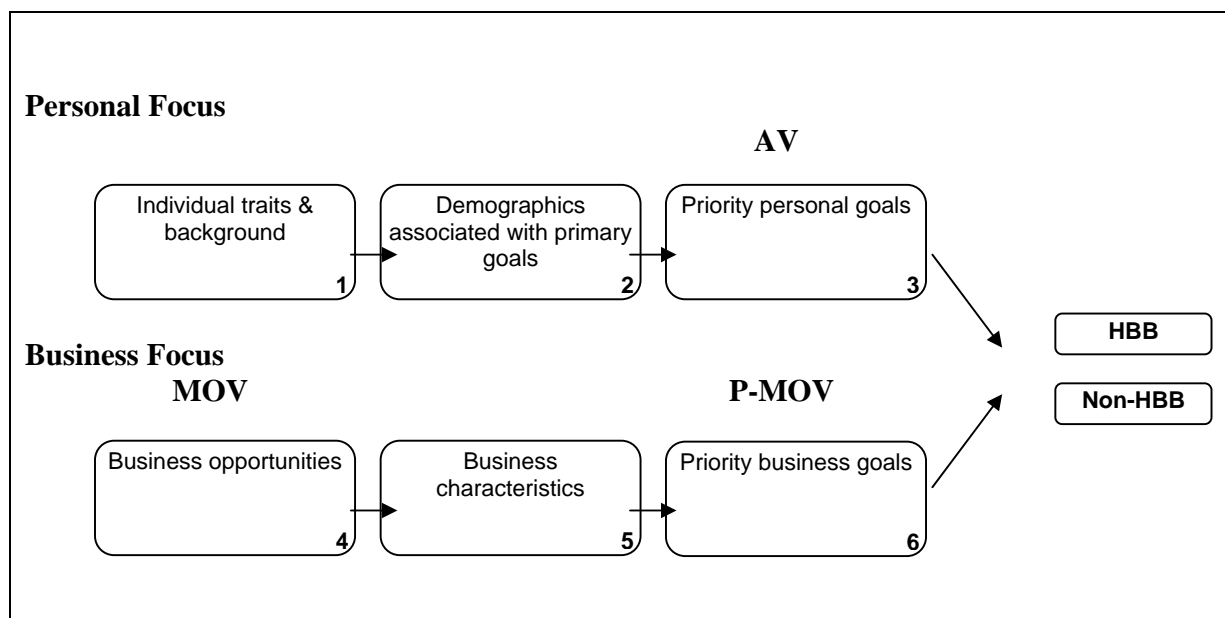 Personal Focus
AV
Individual traits &
background
1
Demographics
associated with primary
goals
2
Priority personal goals
3
HBB
Non-HBB
Business Focus
MOV
P-MOV
Business opportunities
4
Business
characteristics
5
Priority business goals
6